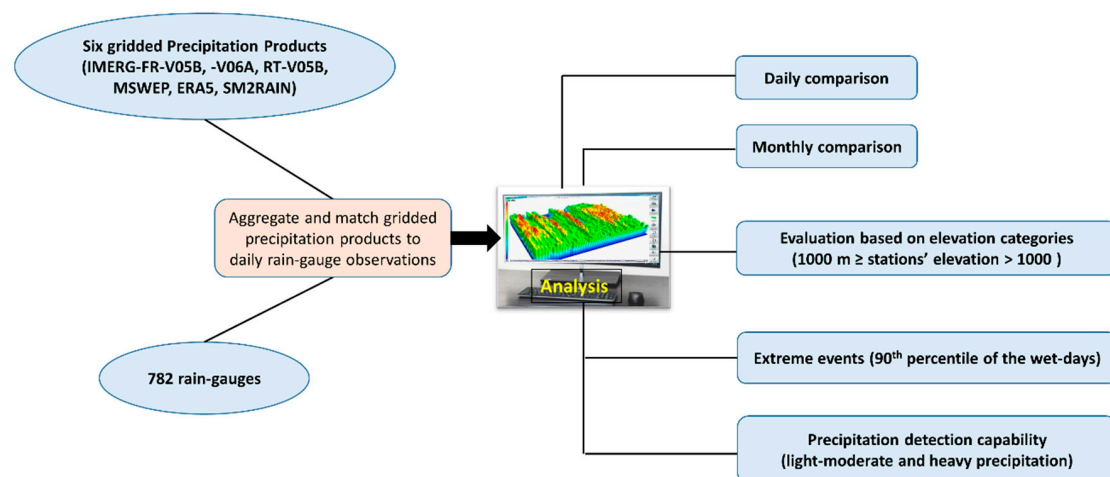 Six gridded Precipitation Products
(IMERG-FR-V05B, -V06A, RT-V05B,
MSWEP, ERA5, SM2RAIN)
Aggregate and match gridded
precipitation products to
daily rain-gauge observations
782 rain-gauges
Analysis
Daily comparison
Monthly comparison
Evaluation based on elevation categories
(1000 m ≥ stations’ elevation > 1000 )
Extreme events (90th percentile of the wet-days)
Precipitation detection capability
(light-moderate and heavy precipitation)